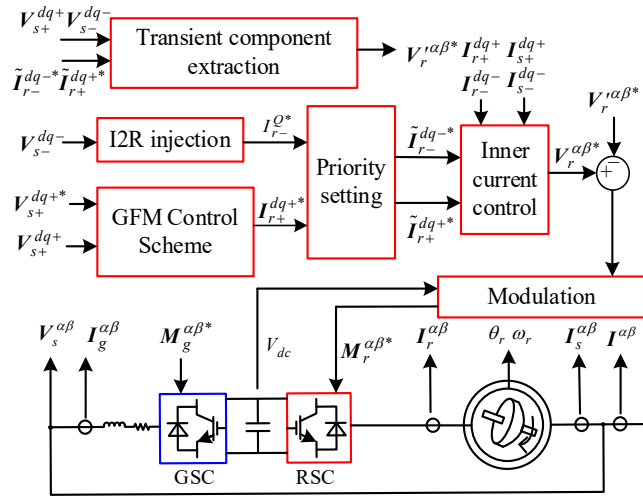 V_{s+}^{dq+} V_{s-}^{dq-}
Ĩ_{r-}^{dq-*} Ĩ_{r+}^{dq+*}
Transient component
extraction
V_r'^{αβ*} I_{r+}^{dq+} I_{s+}^{dq+}
I_{r-}^{dq-} I_{s-}^{dq-}
V_r'^{αβ*}
V_{s-}^{dq-}
I2R injection
I_{r-}^{Q*}
Priority
setting
Ĩ_{r-}^{dq-*}
Ĩ_{r+}^{dq+*}
Inner
current
control
V_r^{αβ*}
+ −
V_{s+}^{dq+*}
V_{s+}^{dq+}
GFM Control
Scheme
I_{r+}^{dq+*}
Modulation
V_s^{αβ}
I_g^{αβ}
M_g^{αβ*}
V_{dc}
M_r^{αβ*}
I_r^{αβ}
θ_r ω_r
I_s^{αβ}
I^{αβ}
GSC
RSC